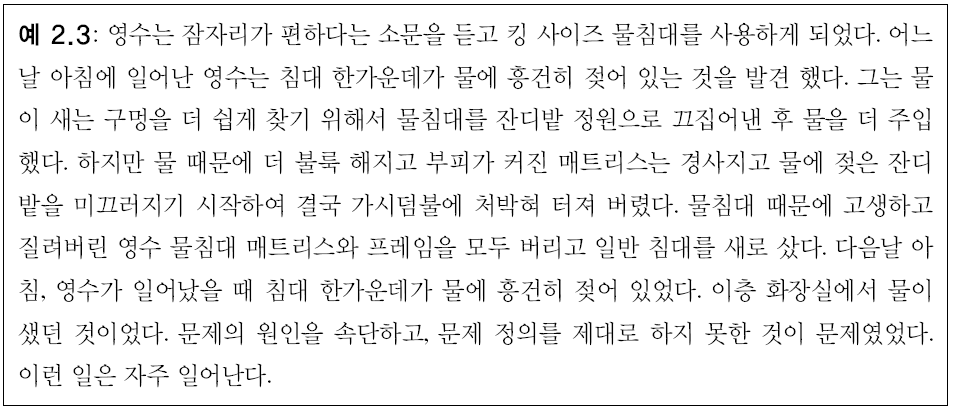 예 2.3: 영수는 잠자리가 편하다는 소문을 듣고 킹 사이즈 물침대를 사용하게 되었다. 어느
날 아침에 일어난 영수는 침대 한가운데가 물에 흥건히 젖어 있는 것을 발견 했다. 그는 물
이 새는 구멍을 더 쉽게 찾기 위해서 물침대를 잔디밭 정원으로 끄집어낸 후 물을 더 주입
했다. 하지만 물 때문에 더 불룩 해지고 부피가 커진 매트리스는 경사지고 물에 젖은 잔디
밭을 미끄러지기 시작하여 결국 가시덤불에 처박혀 터져 버렸다. 물침대 때문에 고생하고
질려버린 영수 물침대 매트리스와 프레임을 모두 버리고 일반 침대를 새로 샀다. 다음날 아
침, 영수가 일어났을 때 침대 한가운데가 물에 흥건히 젖어 있었다. 이층 화장실에서 물이
샜던 것이었다. 문제의 원인을 속단하고, 문제 정의를 제대로 하지 못한 것이 문제였었다.
이런 일은 자주 일어난다.